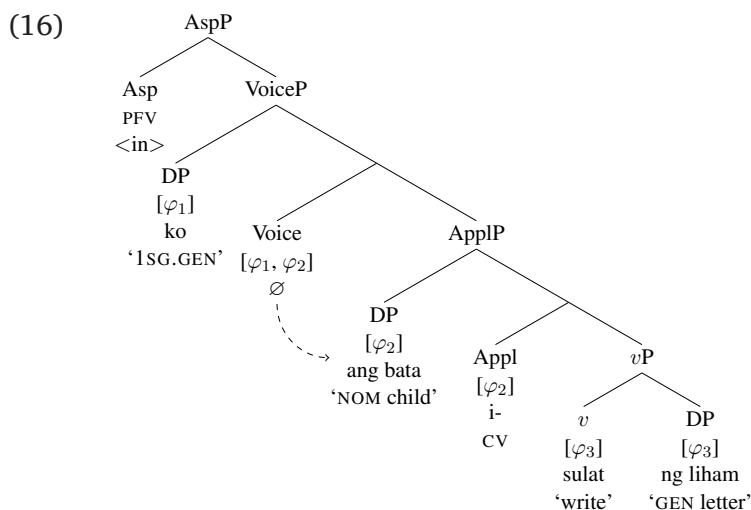 (16)
AspP
Asp VoiceP
PFV
<in>
DP
[φ₁]
ko
‘1SG.GEN’
Voice ApplP
[φ₁, φ₂]
∅
DP
[φ₂]
ang bata
‘NOM child’
Appl vP
[φ₂]
i-
CV
v DP
[φ₃] [φ₃]
sulat ng liham
‘write’ ‘GEN letter’